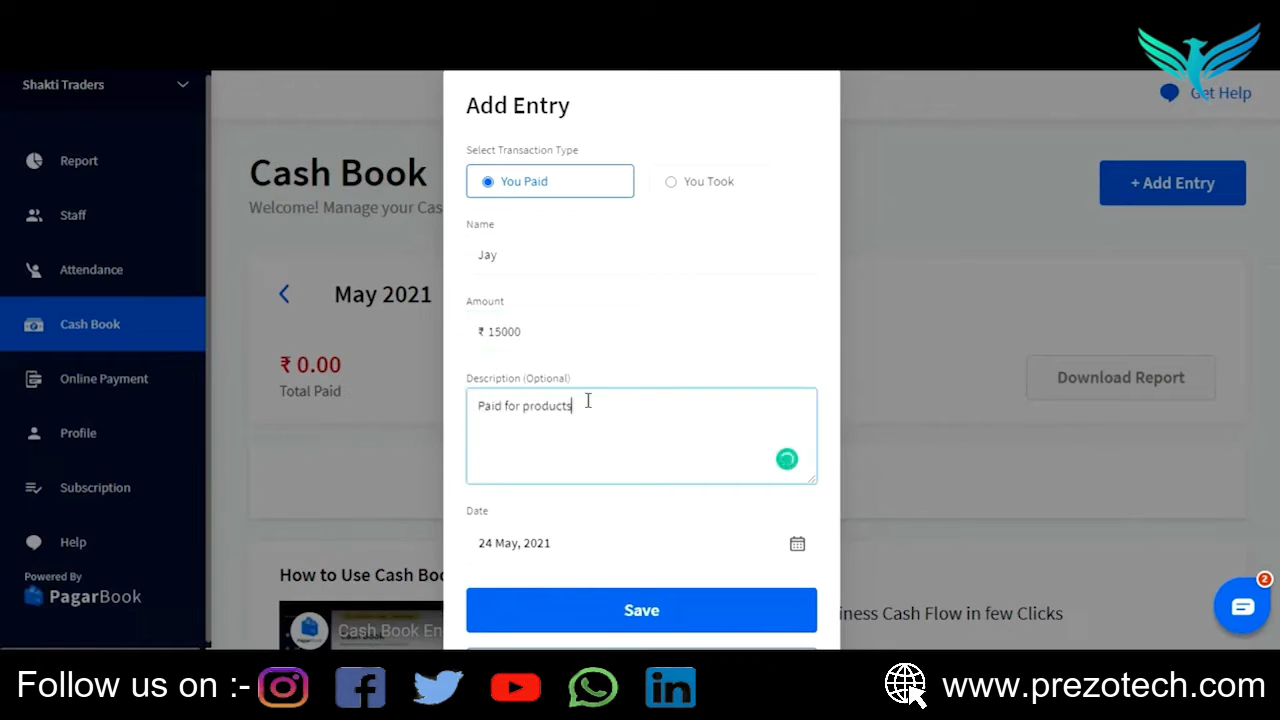 Shakti Traders
Report
Staff
Attendance
Cash Book
Online Payment
Profile
Subscription
Help
Powered By
PagarBook
Get Help
Cash Book
Welcome! Manage your Cas
+ Add Entry
May 2021
₹ 0.00
Total Paid
Download Report
How to Use Cash Boo
Cash Book En
iness Cash Flow in few Clicks
2
Add Entry
Select Transaction Type
You Paid
You Took
Name
Jay
Amount
₹ 15000
Description (Optional)
Paid for products
Date
24 May, 2021
Save
Follow us on :-
www.prezotech.com